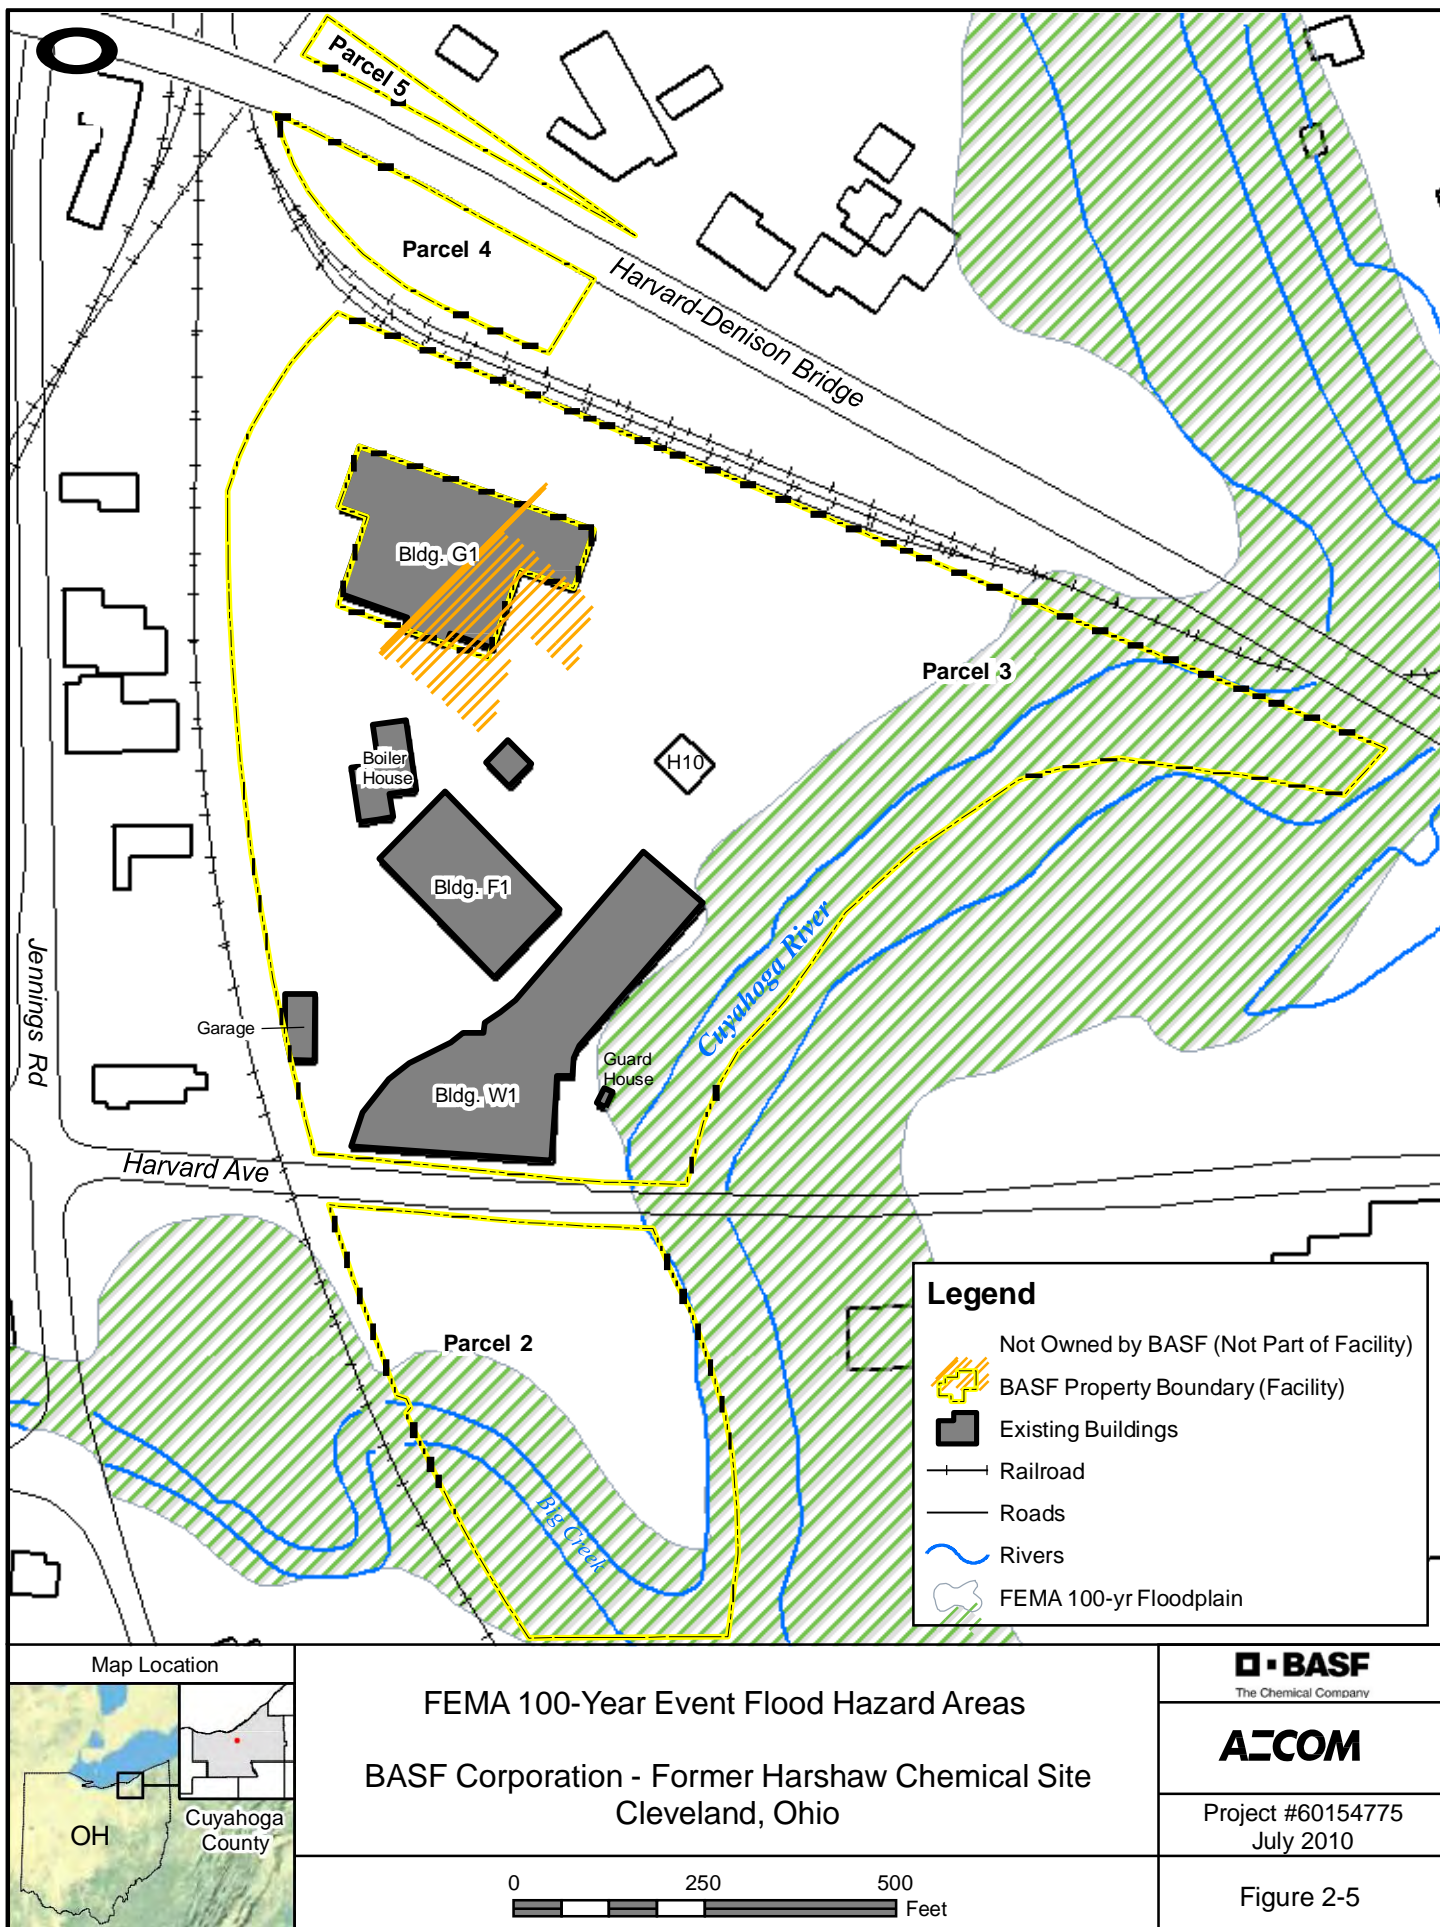 Parcel 5
Parcel 4
Harvard-Denison Bridge
Bldg. G1
Parcel 3
Boiler
House
H10
Bldg. F1
Cuyahoga River
Jennings Rd
Garage
Guard
House
Bldg. W1
Harvard Ave
Parcel 2
Big Creek
Legend
Not Owned by BASF (Not Part of Facility)
BASF Property Boundary (Facility)
Existing Buildings
Railroad
Roads
Rivers
FEMA 100-yr Floodplain
Map Location
OH
Cuyahoga
County
FEMA 100-Year Event Flood Hazard Areas
BASF Corporation - Former Harshaw Chemical Site
Cleveland, Ohio
0 250 500
Feet
BASF
The Chemical Company
AECOM
Project #60154775
July 2010
Figure 2-5